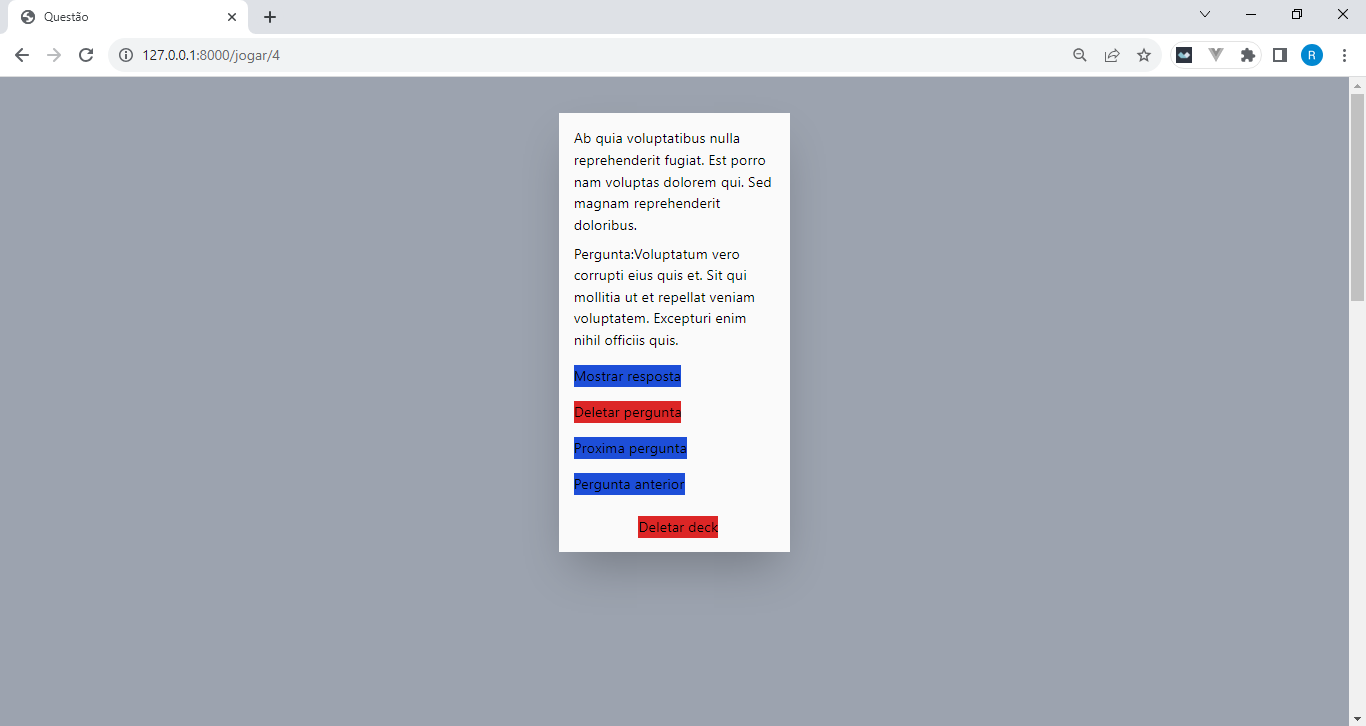 Questão
127.0.0.1:8000/jogar/4
R
Ab quia voluptatibus nulla
reprehenderit fugiat. Est porro
nam voluptas dolorem qui. Sed
magnam reprehenderit
doloribus.
Pergunta:Voluptatum vero
corrupti eius quis et. Sit qui
mollitia ut et repellat veniam
voluptatem. Excepturi enim
nihil officiis quis.
Mostrar resposta
Deletar pergunta
Proxima pergunta
Pergunta anterior
Deletar deck